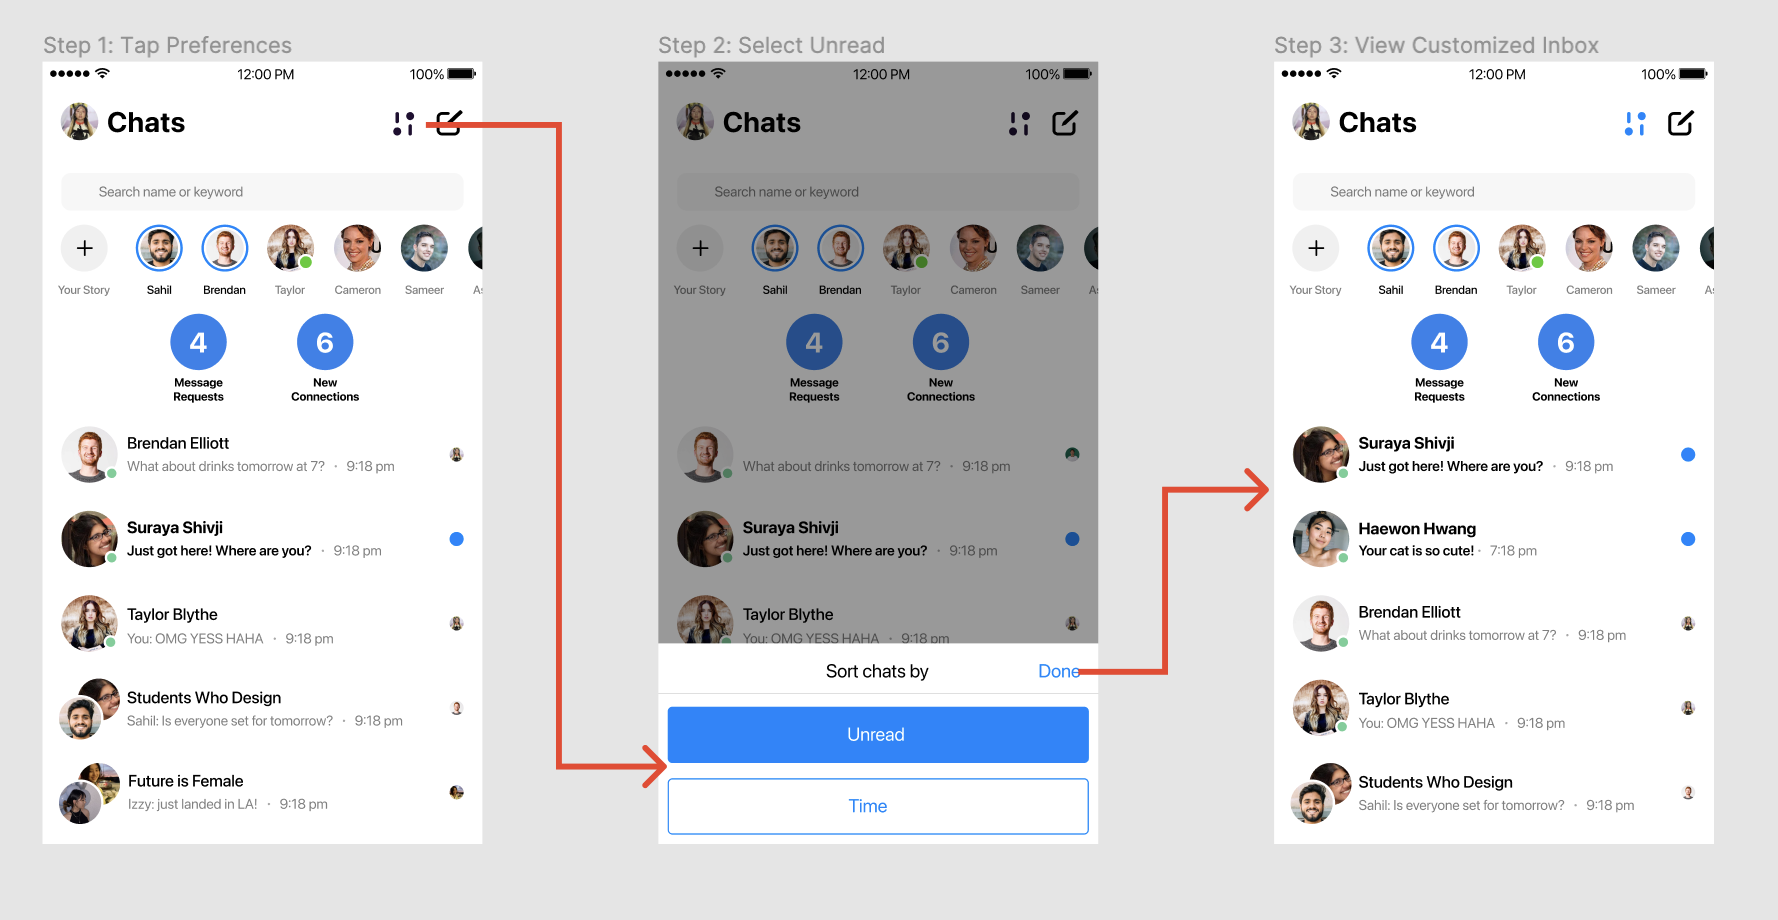 Step 1: Tap Preferences
12:00 PM
100%
Chats
Search name or keyword
Your Story
Sahil
Brendan
Taylor
Cameron
Sameer
As
4
6
Message
Requests
New
Connections
Brendan Elliott
What about drinks tomorrow at 7? · 9:18 pm
Suraya Shivji
Just got here! Where are you? · 9:18 pm
Taylor Blythe
You: OMG YESS HAHA · 9:18 pm
Students Who Design
Sahil: Is everyone set for tomorrow? · 9:18 pm
Future is Female
Izzy: just landed in LA! · 9:18 pm
Step 2: Select Unread
12:00 PM
100%
Chats
Search name or keyword
Your Story
Sahil
Brendan
Taylor
Cameron
Sameer
As
4
6
Message
Requests
New
Connections
What about drinks tomorrow at 7? · 9:18 pm
Suraya Shivji
Just got here! Where are you? · 9:18 pm
Taylor Blythe
You: OMG YESS HAHA · 9:18 pm
Sort chats by
Done
Unread
Time
Step 3: View Customized Inbox
12:00 PM
100%
Chats
Search name or keyword
Your Story
Sahil
Brendan
Taylor
Cameron
Sameer
As
4
6
Message
Requests
New
Connections
Suraya Shivji
Just got here! Where are you? · 9:18 pm
Haewon Hwang
Your cat is so cute! · 7:18 pm
Brendan Elliott
What about drinks tomorrow at 7? · 9:18 pm
Taylor Blythe
You: OMG YESS HAHA · 9:18 pm
Students Who Design
Sahil: Is everyone set for tomorrow? · 9:18 pm